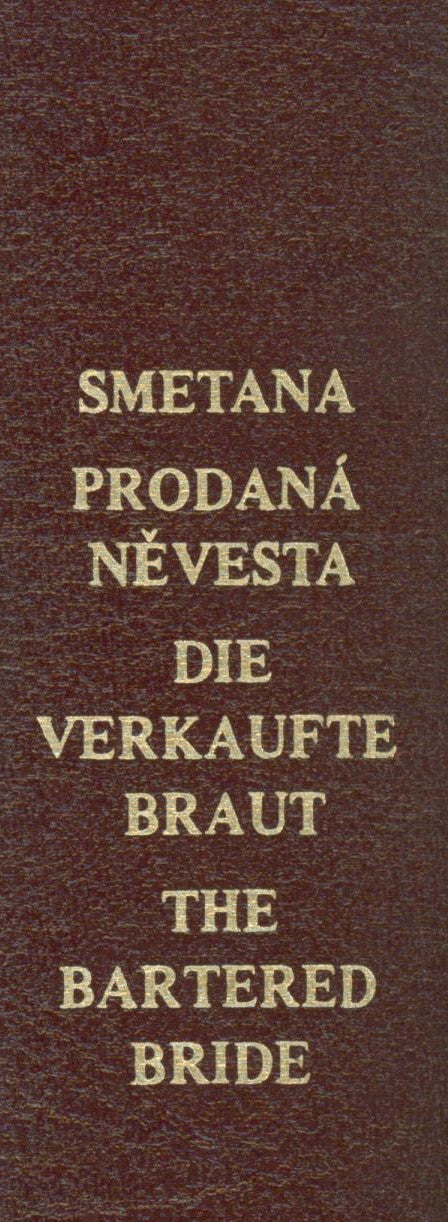 SMETANA
PRODANÁ
NĚVESTA
DIE
VERKAUFTE
BRAUT
THE
BARTERED
BRIDE